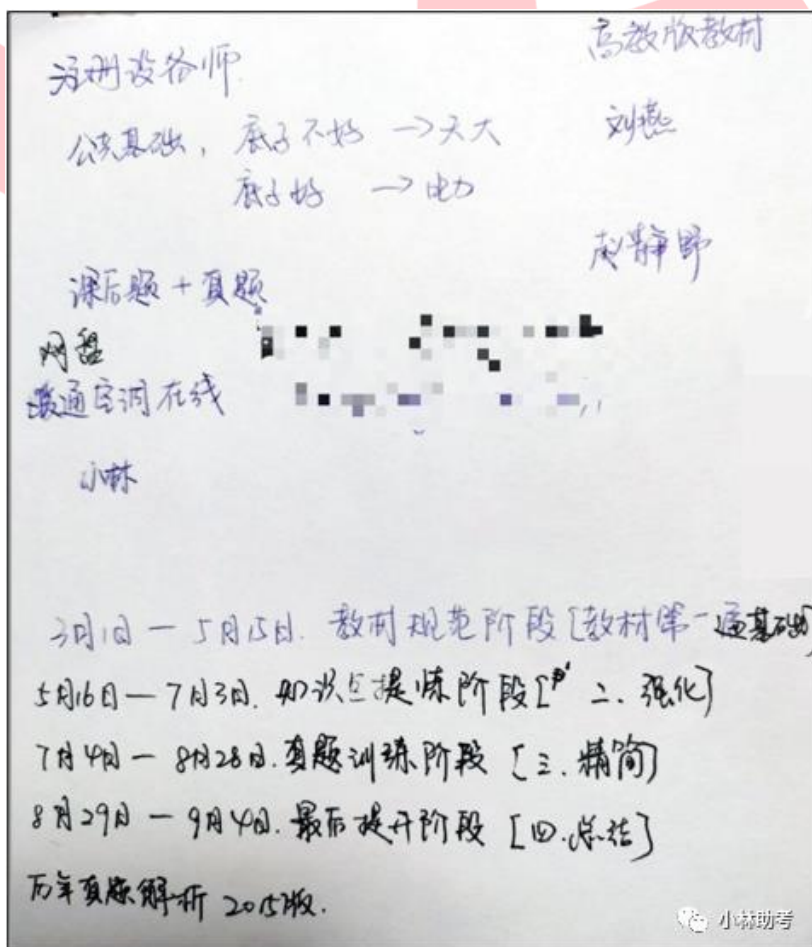 高教版教材
注册设备师
公共基础，底子不好 →天大
刘燕
底子好 →电力
赵静野
课后题＋真题
网盘
暖通空调在线
小林
3月1日－5月15日. 教材规范阶段[教材第一遍基础]
5月16日－7月3日. 知识点提炼阶段[ 二.强化]
7月4日－8月28日.真题训练阶段 [三.精简]
8月29日－9月4日.最后提升阶段 [四.总结]
历年真题解析 2015版.
小林助考